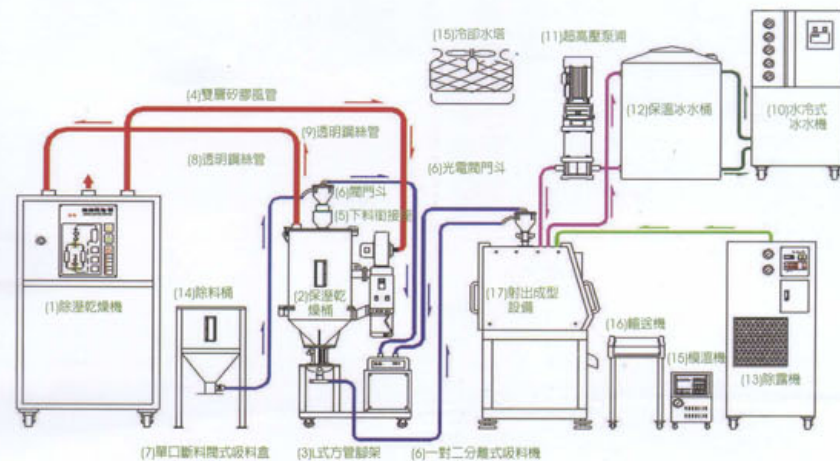 (15)冷卻水塔
(11)超高壓泵浦
(4)雙層矽膠風管
(12)保溫冰水桶
(10)水冷式
冰水機
(9)透明鋼絲管
(8)透明鋼絲管
(6)光電閥門斗
(6)閥門斗
(5)下料銜接
(1)除溼乾燥機
(14)除料桶
(2)保溼乾
燥桶
(17)射出成型
設備
(16)輸送機
(15)模溫機
(13)除露機
(7)單口斷料閥式吸料盒
(3)L式方管腳架
(6)一對二分離式吸料機